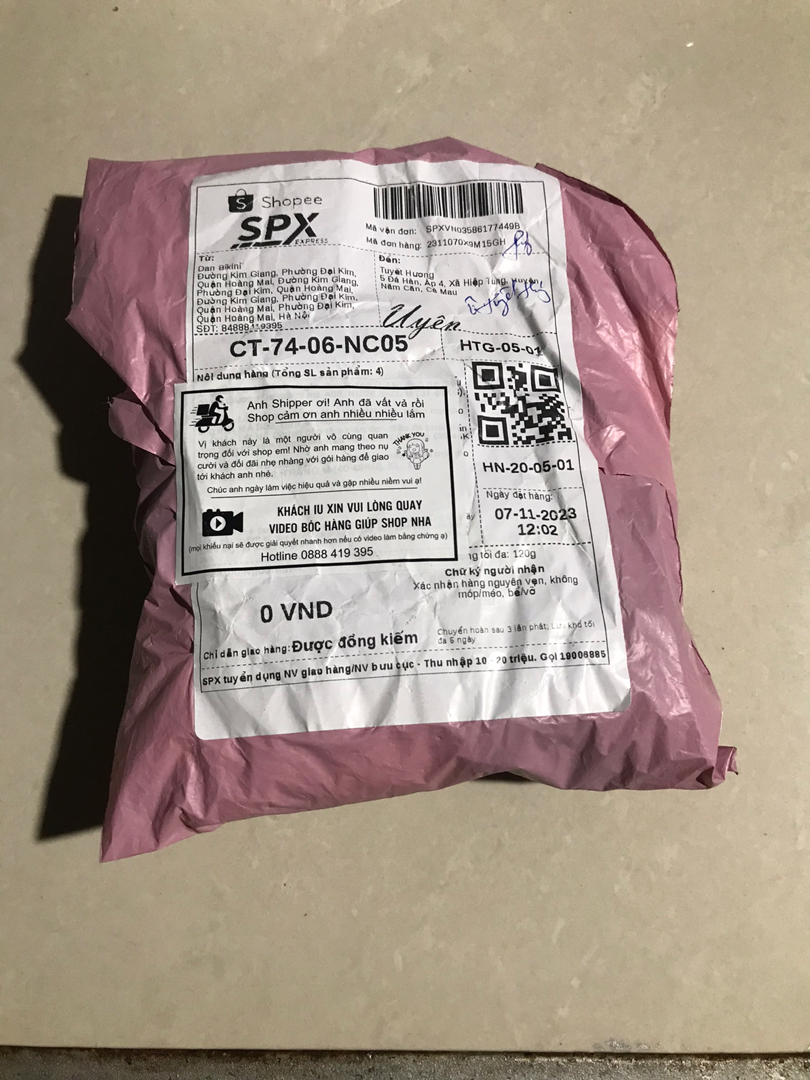 Shopee
SPX
EXPRESS
Mã vận đơn: SPXVN03586177449B
Mã đơn hàng: 2311070X9M15GH
Từ:
Dan Bikini
Đường Kim Giang, Phường Đại Kim,
Quận Hoàng Mai, Đường Kim Giang,
Phường Đại Kim, Quận Hoàng Mai,
Đường Kim Giang, Phường Đại Kim,
Quận Hoàng Mai, Phường Đại Kim,
Quận Hoàng Mai, Hà Nội
SĐT: 84888419395
Đến:
Tuyết Hương
5 Đá Hàn, Ấp 4, Xã Hiệp Tùng, Huyện
Năm Căn, Cà Mau
Uyên
CT-74-06-NC05
HTG-05-01
Nội dung hàng (Tổng SL sản phẩm: 4)
Anh Shipper ơi! Anh đã vất vả rồi
Shop cảm ơn anh nhiều nhiều lắm
Vị khách này là một người vô cùng quan
trọng đối với shop em! Nhờ anh mang theo nụ
cười và đối đãi nhẹ nhàng với gói hàng để giao
tới khách anh nhé.
THANK YOU
Chúc anh ngày làm việc hiệu quả và gặp nhiều niềm vui ạ!
KHÁCH IU XIN VUI LÒNG QUAY
VIDEO BÓC HÀNG GIÚP SHOP NHA
(mọi khiếu nại sẽ được giải quyết nhanh hơn nếu có video làm bằng chứng ạ)
Hotline 0888 419 395
HN-20-05-01
Ngày đặt hàng:
07-11-2023
12:02
tối đa: 120g
Chữ ký người nhận
Xác nhận hàng nguyên vẹn, không
móp/méo, bể/vỡ
0 VND
Chỉ dẫn giao hàng: Được đồng kiểm
Chuyển hoàn sau 3 lần phát; Lưu kho tối
đa 5 ngày
SPX tuyển dụng NV giao hàng/NV bưu cục - Thu nhập 10 - 20 triệu. Gọi 19006885